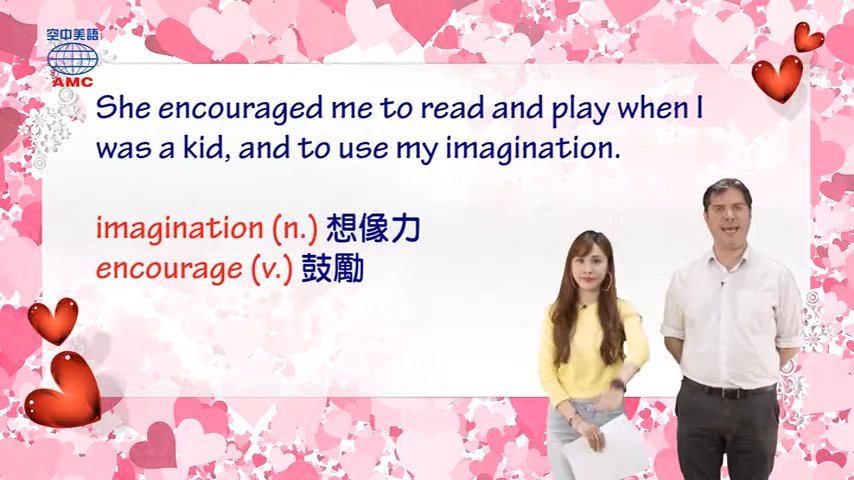 空中美語
AMC
She encouraged me to read and play when I
was a kid, and to use my imagination.
imagination (n.) 想像力
encourage (v.) 鼓勵